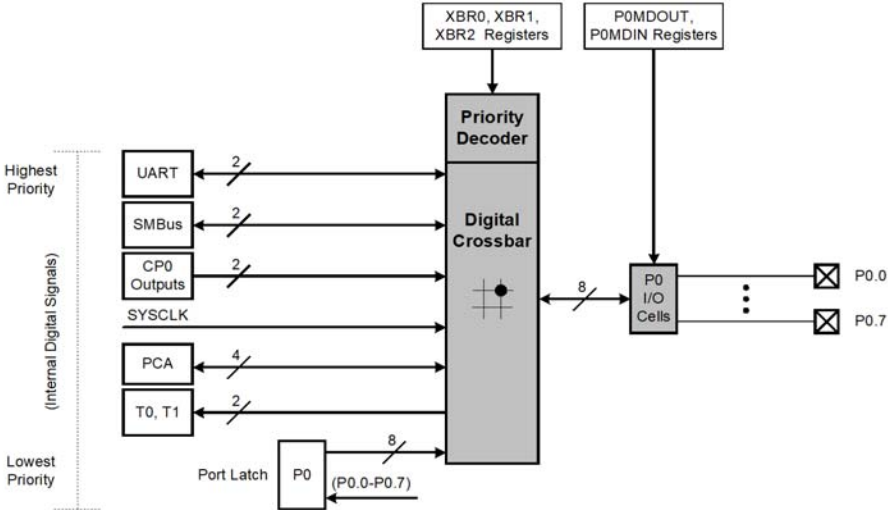 XBR0, XBR1,
XBR2 Registers
P0MDOUT,
P0MDIN Registers
Priority
Decoder
Highest
Priority
UART
2
SMBus
2
Digital
Crossbar
CP0
Outputs
2
P0
I/O
Cells
8
P0.0
SYSCLK
P0.7
(Internal Digital Signals)
PCA
4
T0, T1
2
Lowest
Priority
Port Latch
P0
8
(P0.0-P0.7)